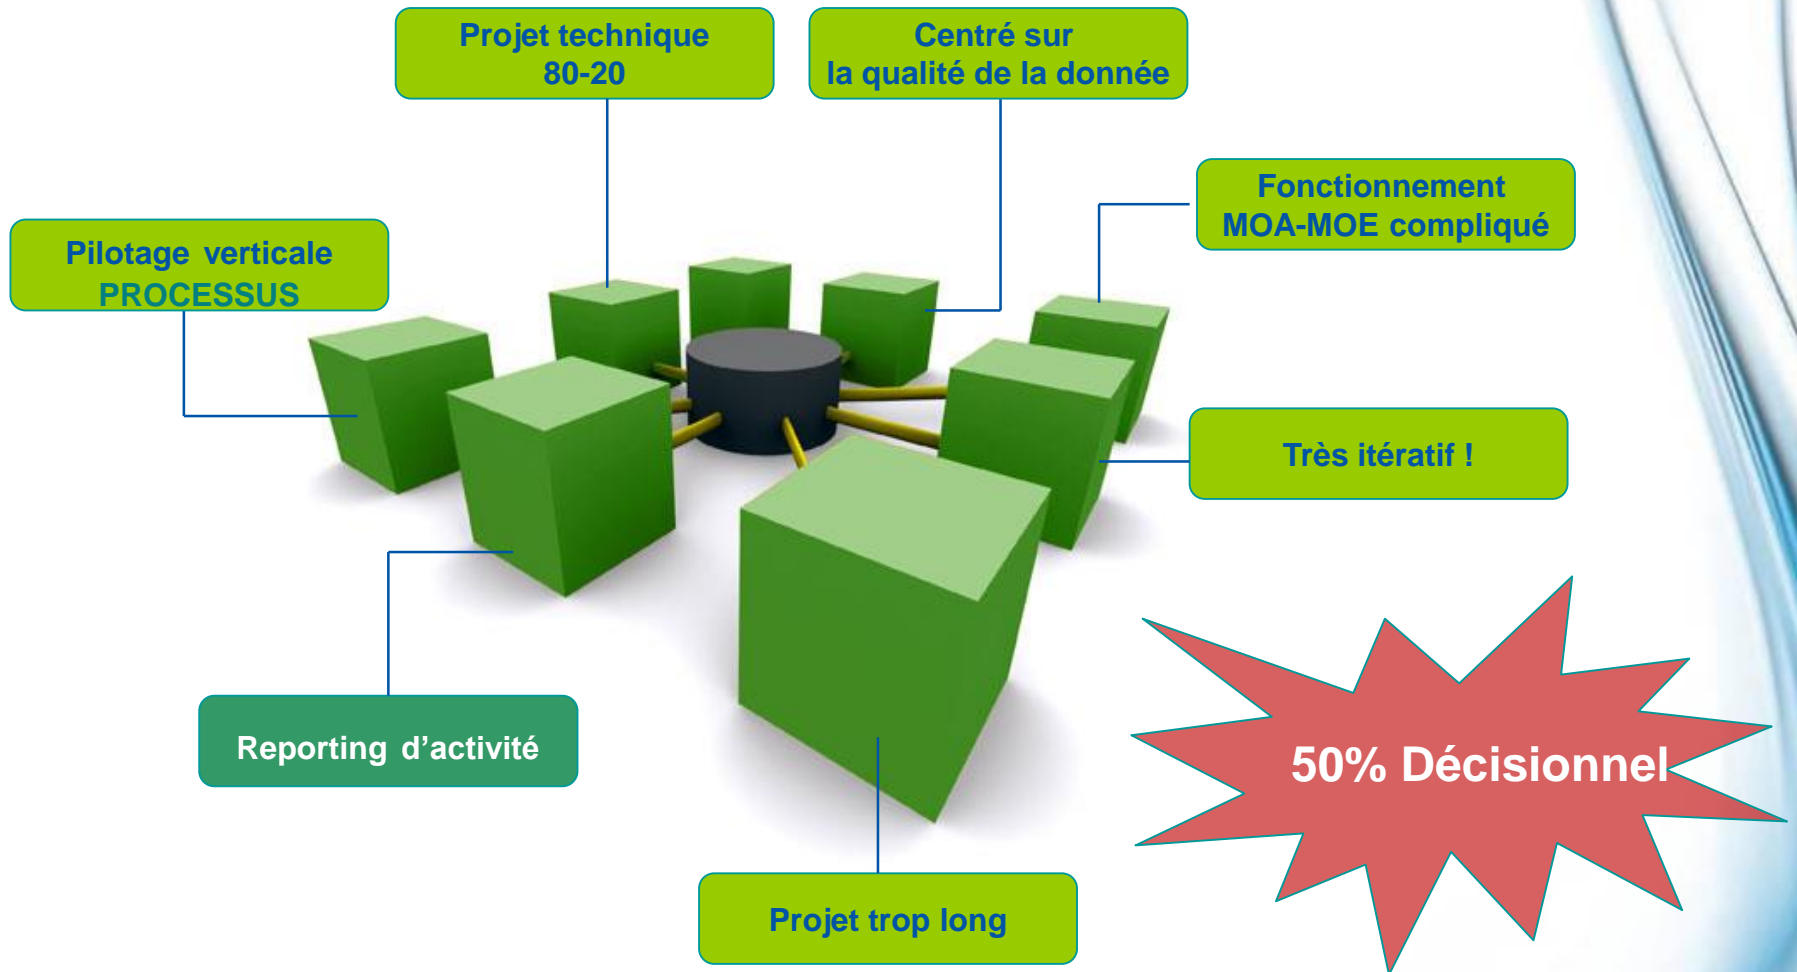 Projet technique
80-20
Centré sur
la qualité de la donnée
Fonctionnement
MOA-MOE compliqué
Pilotage verticale
PROCESSUS
Très itératif !
Reporting d’activité
50% Décisionnel
Projet trop long